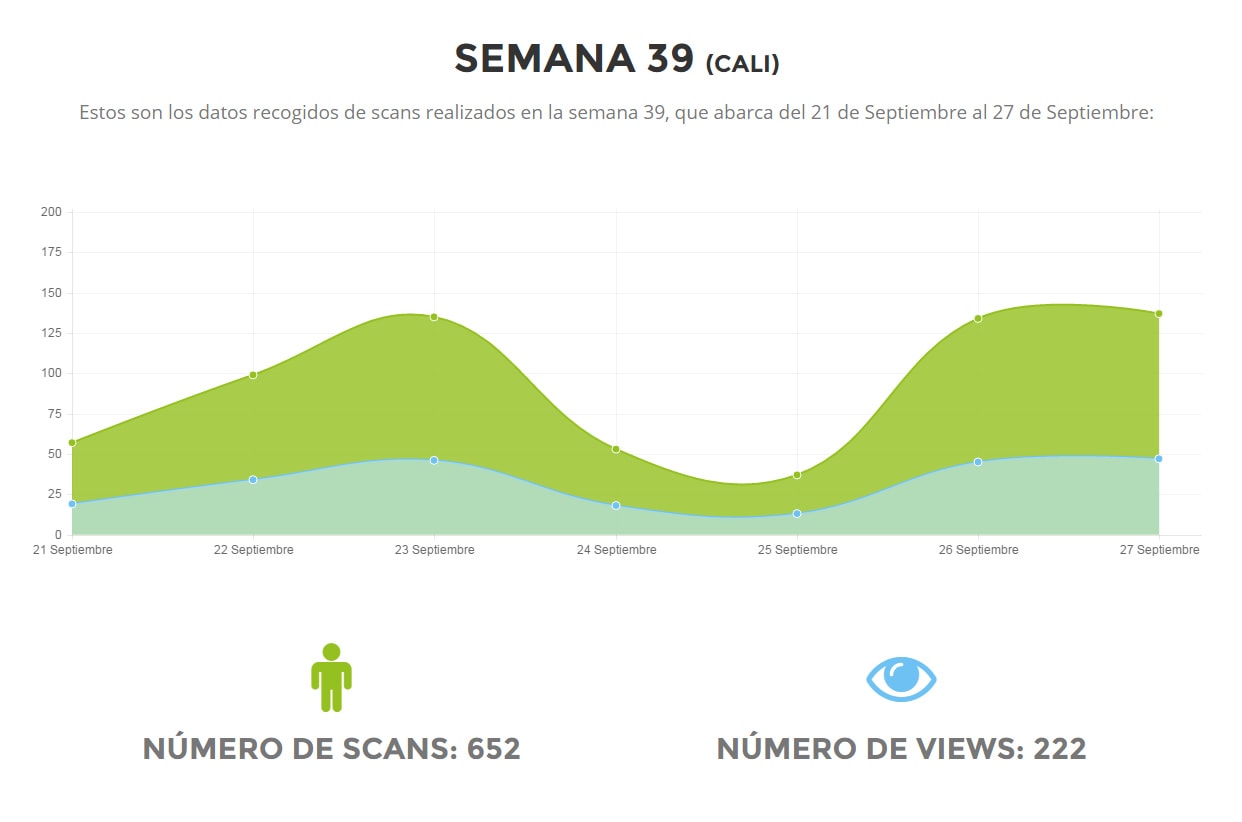 SEMANA 39 (CALI)
Estos son los datos recogidos de scans realizados en la semana 39, que abarca del 21 de Septiembre al 27 de Septiembre:
200
175
150
125
100
75
50
25
0
21 Septiembre 22 Septiembre 23 Septiembre 24 Septiembre 25 Septiembre 26 Septiembre 27 Septiembre
NÚMERO DE SCANS: 652 NÚMERO DE VIEWS: 222